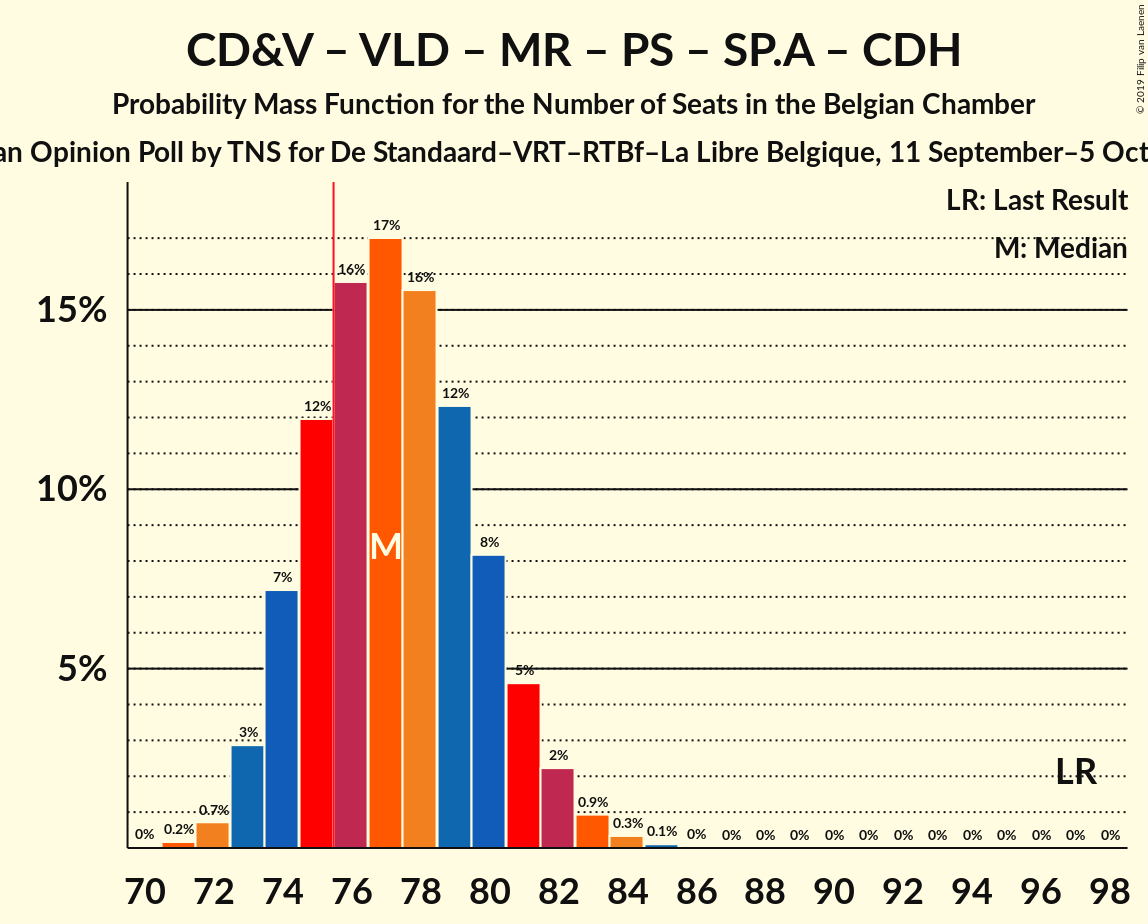 CD&V – VLD – MR – PS – SP.A – CDH
Probability Mass Function for the Number of Seats in the Belgian Chamber
an Opinion Poll by TNS for De Standaard–VRT–RTBf–La Libre Belgique, 11 September–5 Oct
© 2019 Filip van Laenen
LR: Last Result
M: Median
15%
10%
5%
0% 0.2% 0.7% 3% 7% 12% 16% 17% 16% 12% 8% 5% 2% 0.9% 0.3% 0.1% 0% 0% 0% 0% 0% 0% 0% 0% 0% 0% 0% 0% 0%
M
LR
70 72 74 76 78 80 82 84 86 88 90 92 94 96 98